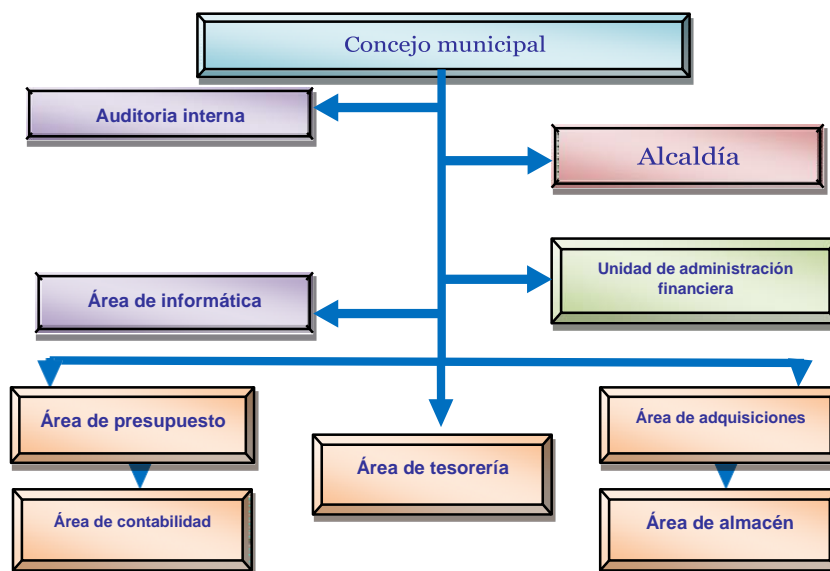 Concejo municipal
Auditoria interna
Alcaldía
Unidad de administración
financiera
Área de informática
Área de presupuesto
Área de tesorería
Área de adquisiciones
Área de contabilidad
Área de almacén